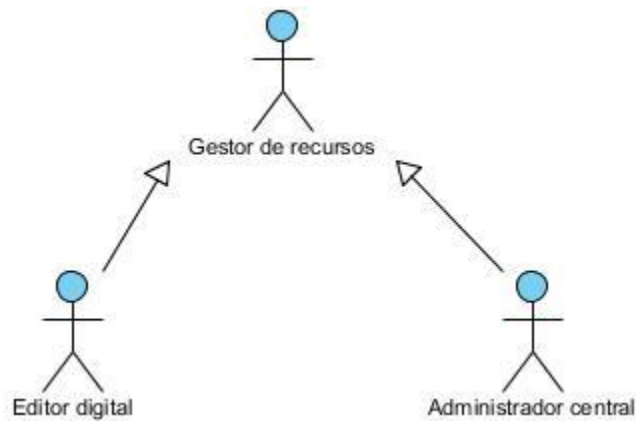 Gestor de recursos
Editor digital
Administrador central